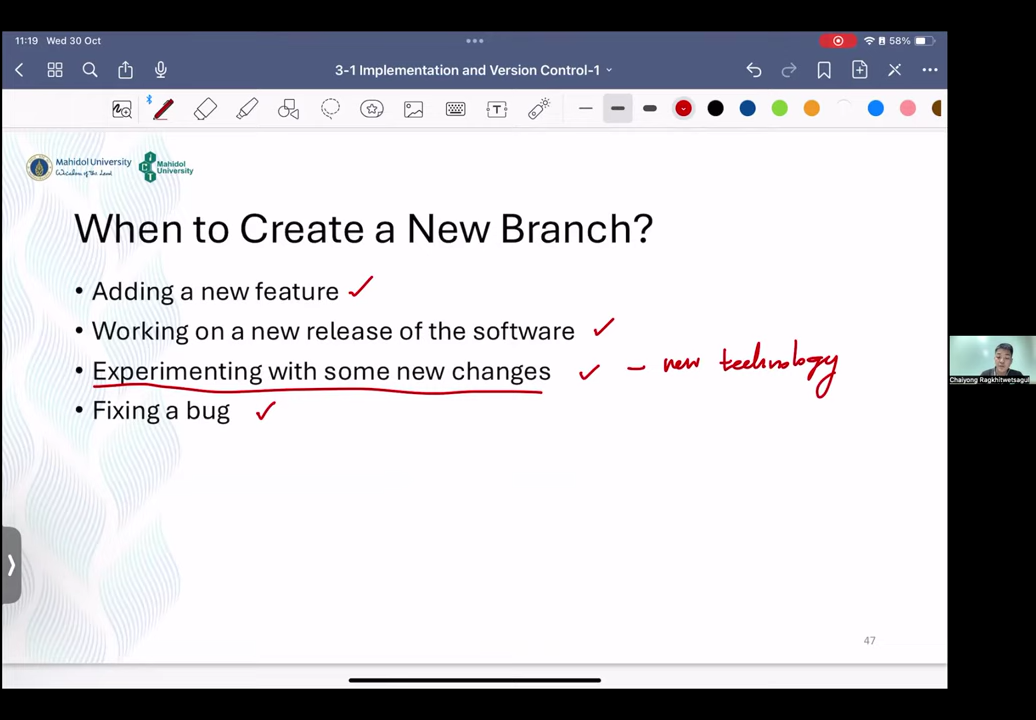 11:19 Wed 30 Oct
58%
3-1 Implementation and Version Control-1
Mahidol University
Wisdom of the Land
ICT
Mahidol
University
When to Create a New Branch?
• Adding a new feature ✓
• Working on a new release of the software ✓
• Experimenting with some new changes ✓ – new technology
• Fixing a bug ✓
47
Chaiyong Ragkhitwetsagul